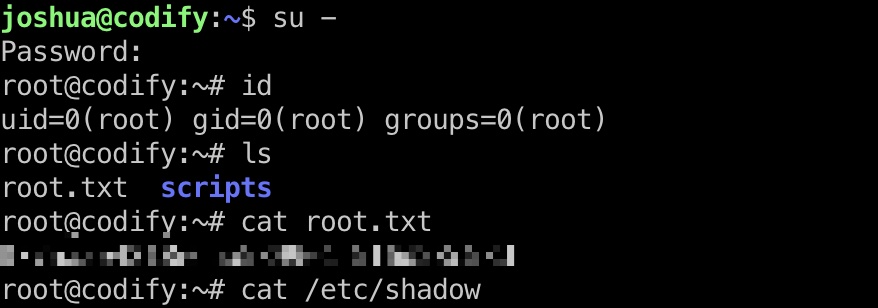 joshua@codify:~$ su -
Password:
root@codify:~# id
uid=0(root) gid=0(root) groups=0(root)
root@codify:~# ls
root.txt  scripts
root@codify:~# cat root.txt
root@codify:~# cat /etc/shadow